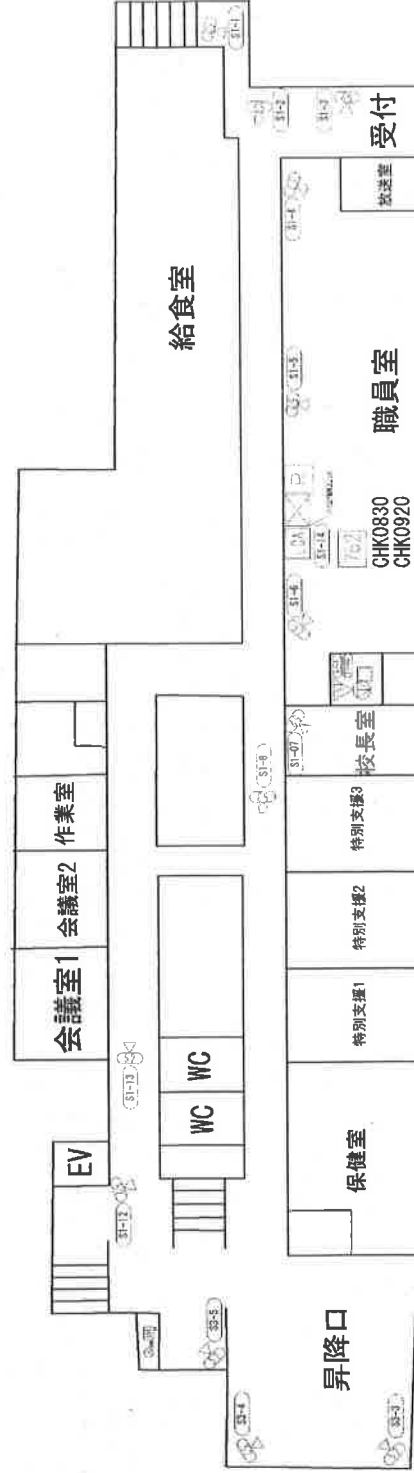 S1-1
給食室
S1-2
S1-3
受付
放送室
S1-4
S1-5
職員室
CHK0830
CHK0920
S1-14
S1-6
作業室
会議室2
会議室1
S1-8
S1-07
校長室
特別支援3
特別支援2
特別支援1
S1-13
WC
WC
保健室
EV
S1-12
昇降口
S3-5
S3-4
S3-3